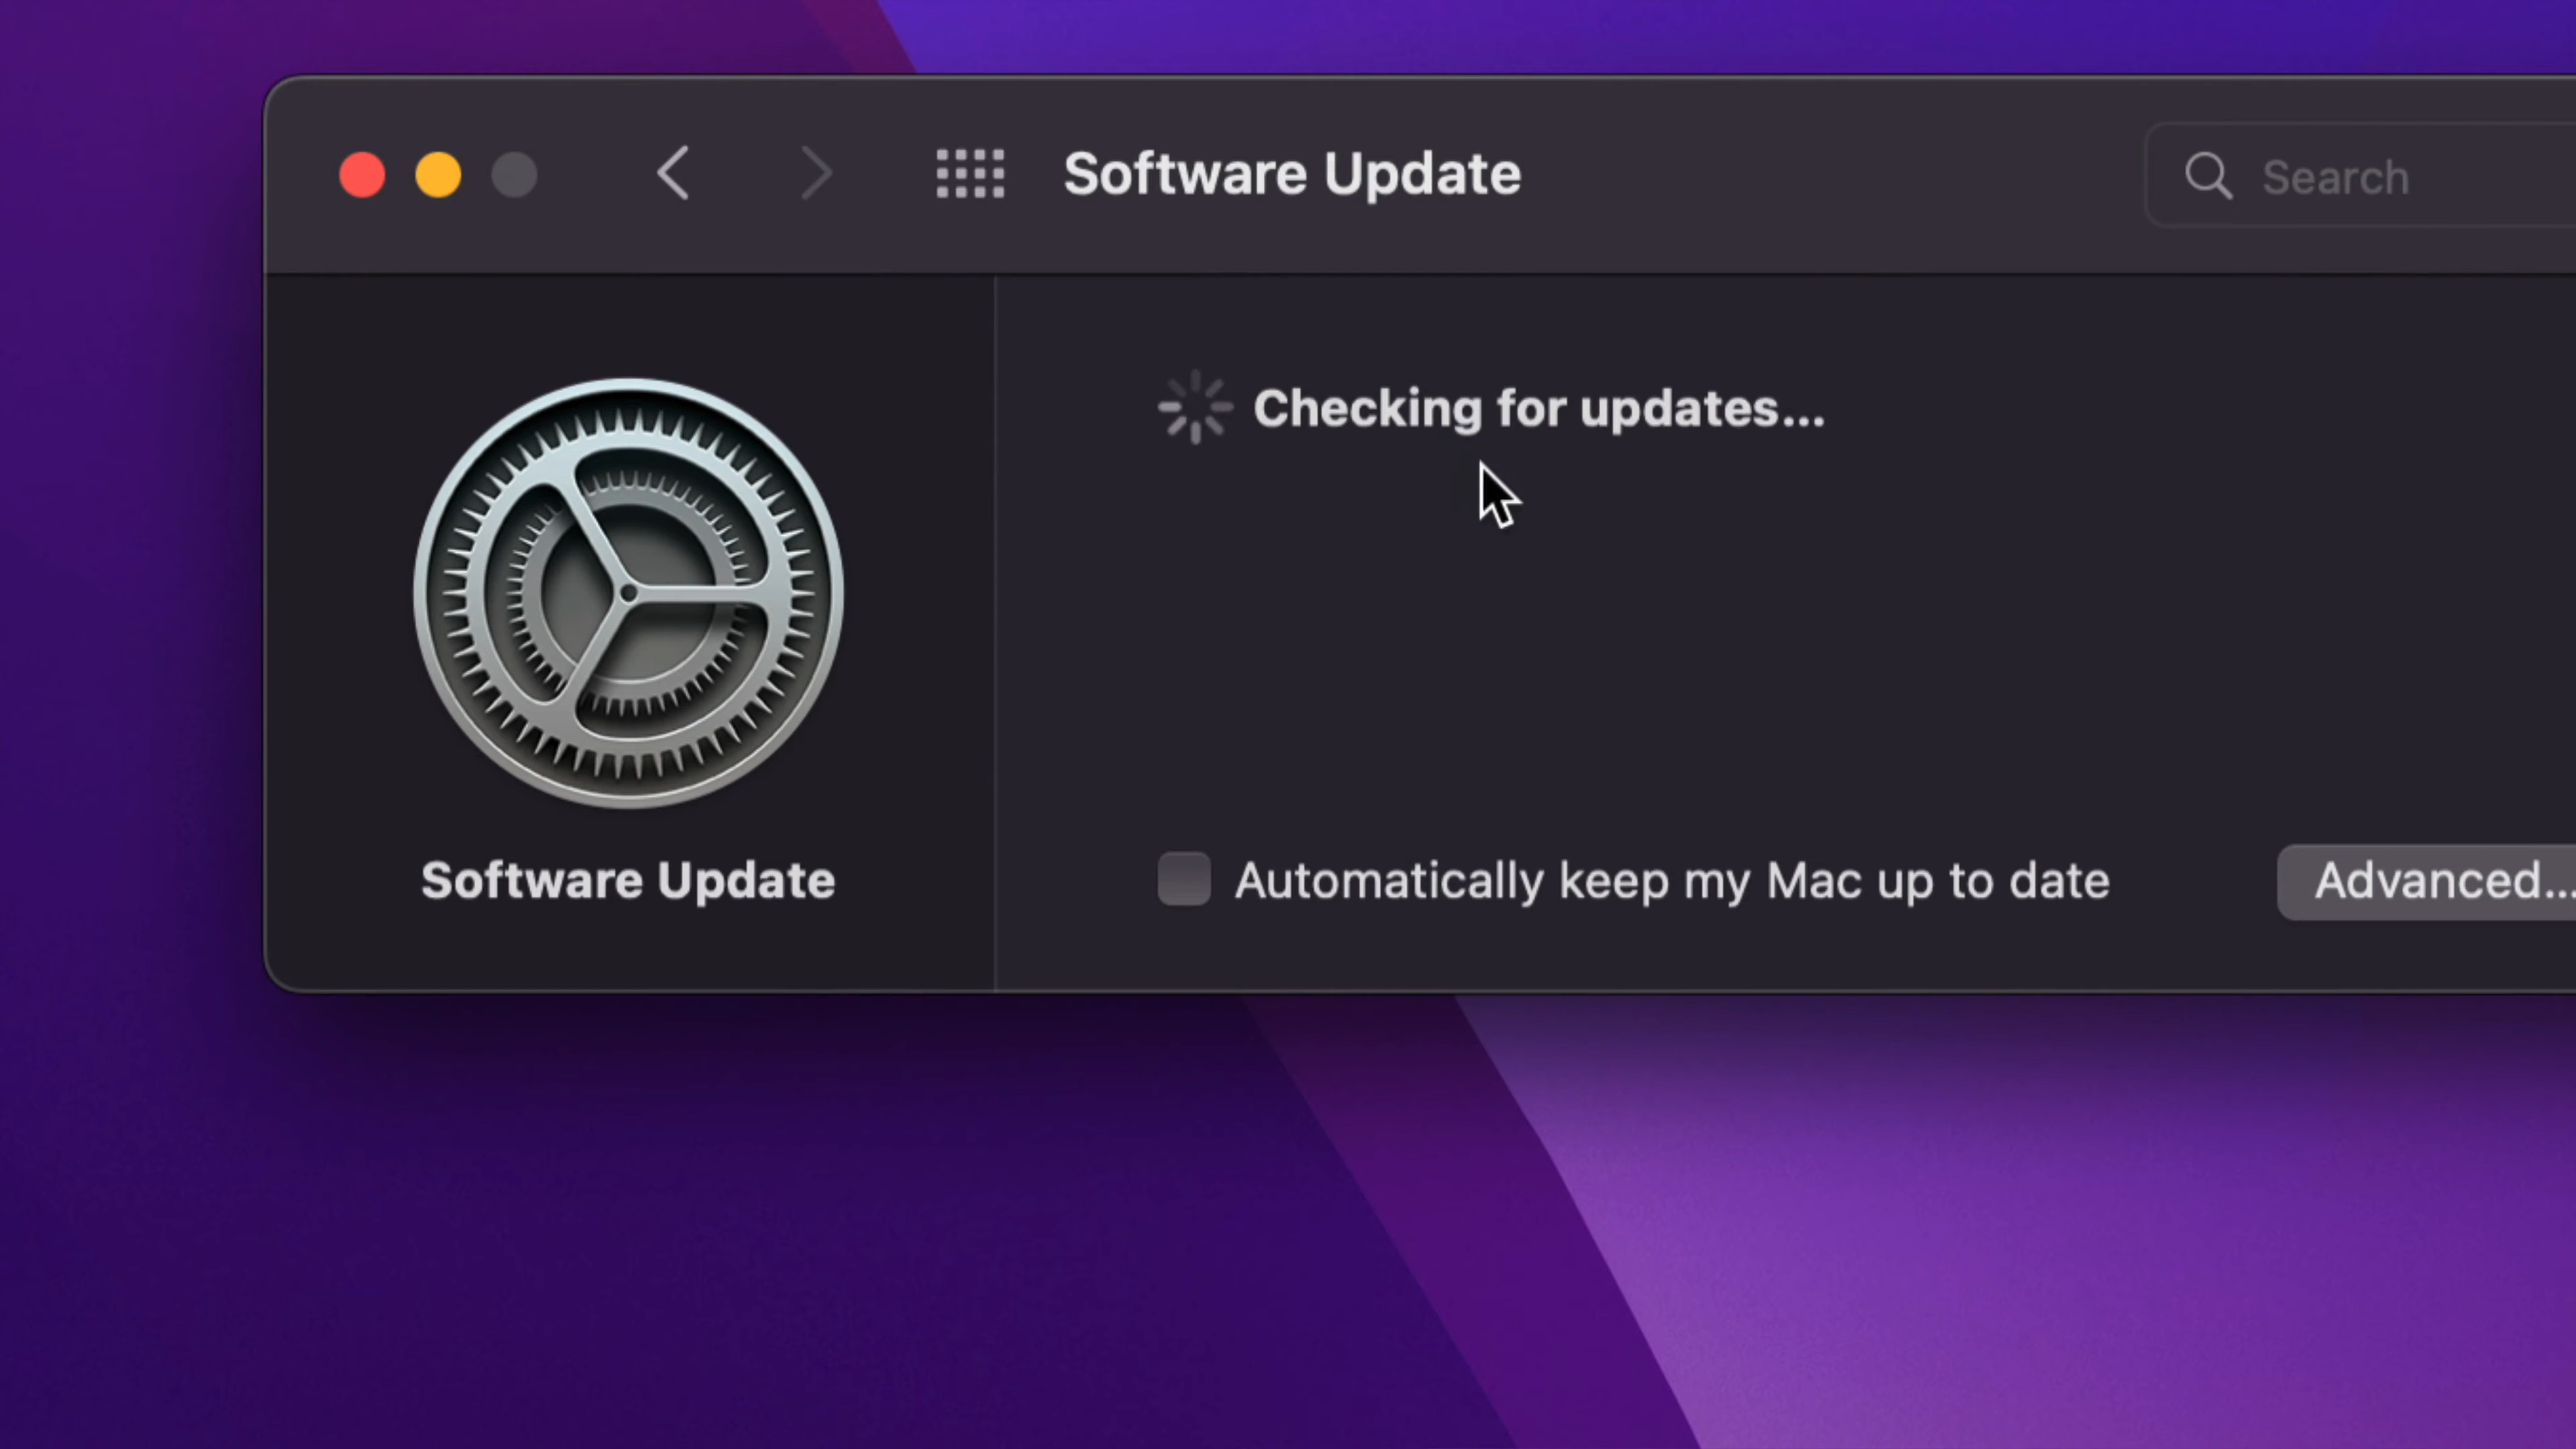 Software Update
Search
Checking for updates...
Software Update
Automatically keep my Mac up to date
Advanced...